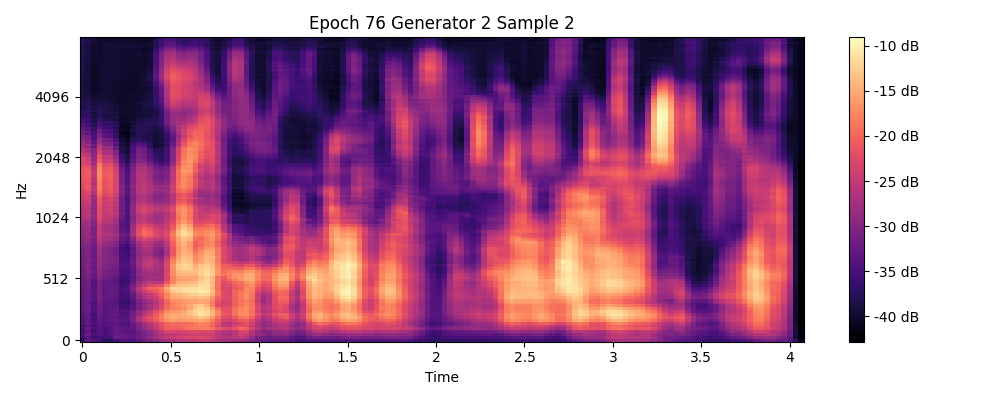 Epoch 76 Generator 2 Sample 2
Hz
4096
2048
1024
512
0
0 0.5 1 1.5 2 2.5 3 3.5 4
Time
-10 dB
-15 dB
-20 dB
-25 dB
-30 dB
-35 dB
-40 dB